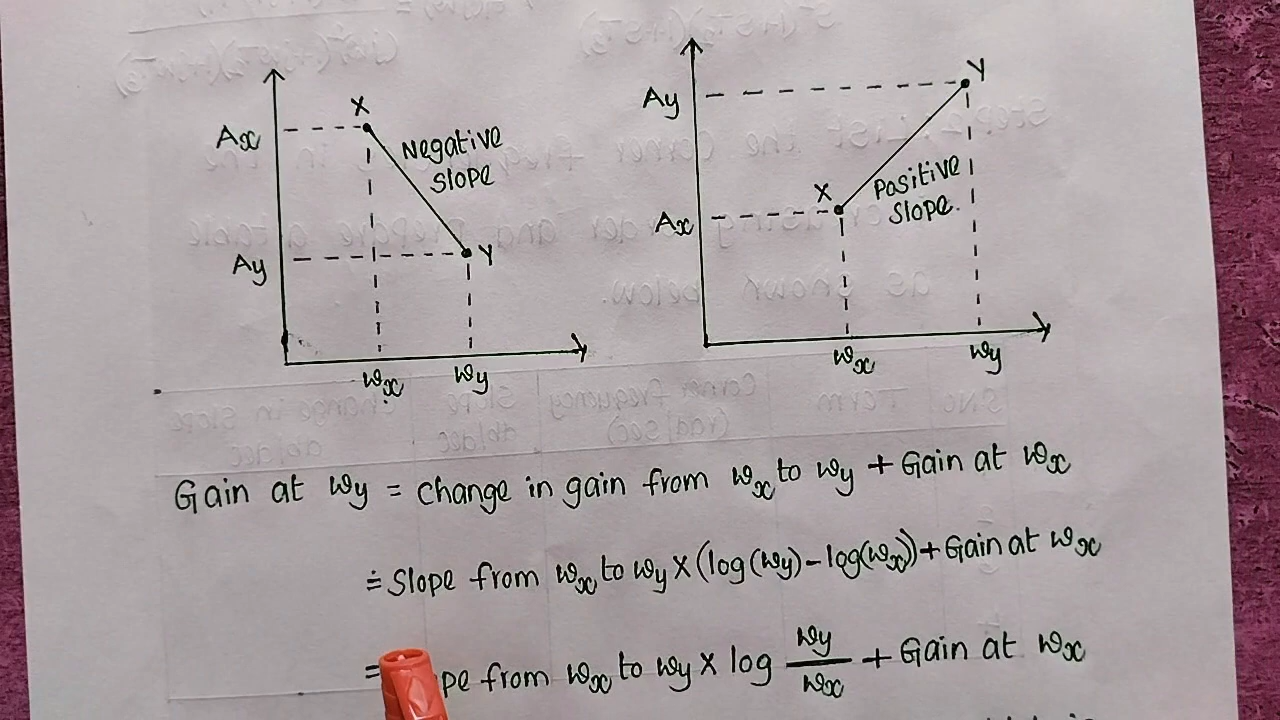 X
Ax
Negative
slope
Ay
Y
ωx ωy
Y
Ay
X
Positive
slope.
Ax
ωx ωy
Gain at ωy = change in gain from ωx to ωy + Gain at ωx
= Slope from ωx to ωy × (log(ωy) - log(ωx)) + Gain at ωx
= pe from ωx to ωy × log ωy/ωx + Gain at ωx